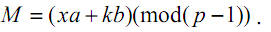 M = (xa + kb)(mod( p −1)) .